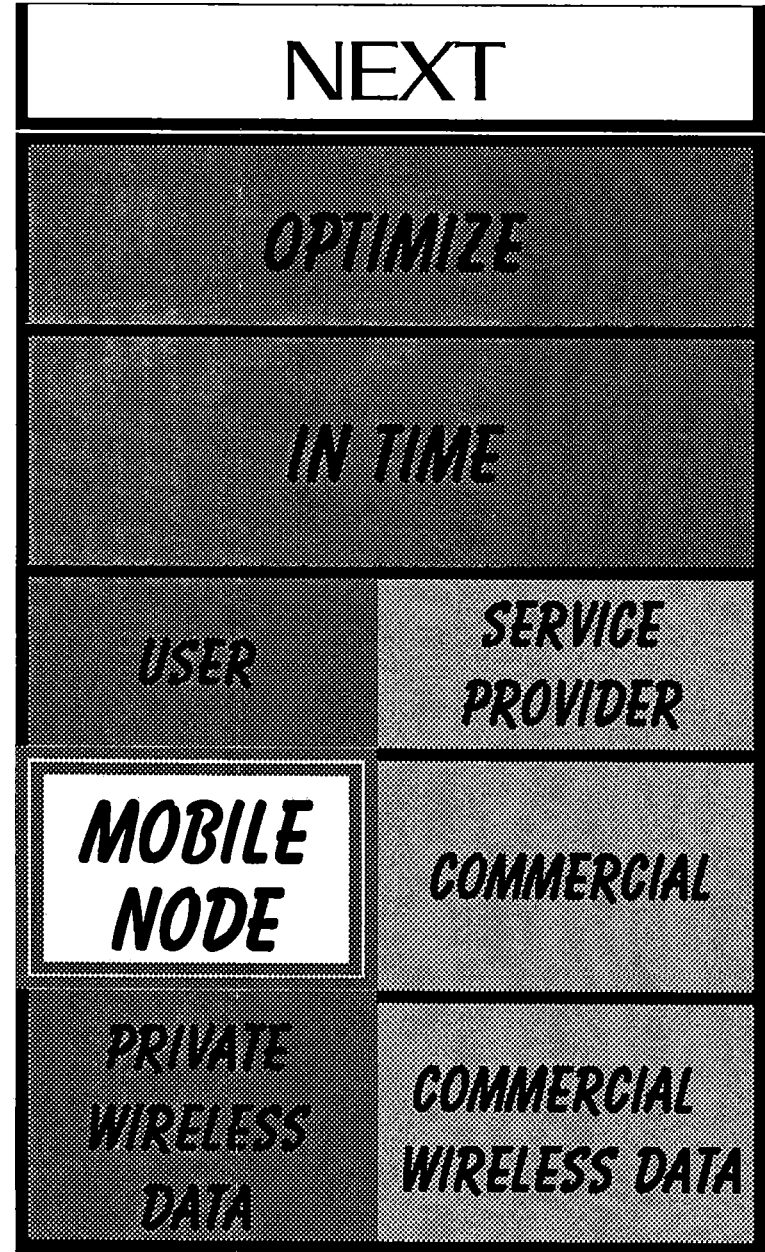 NEXT
OPTIMIZE
IN TIME
USER
SERVICE
PROVIDER
MOBILE
NODE
COMMERCIAL
PRIVATE
WIRELESS
DATA
COMMERCIAL
WIRELESS DATA